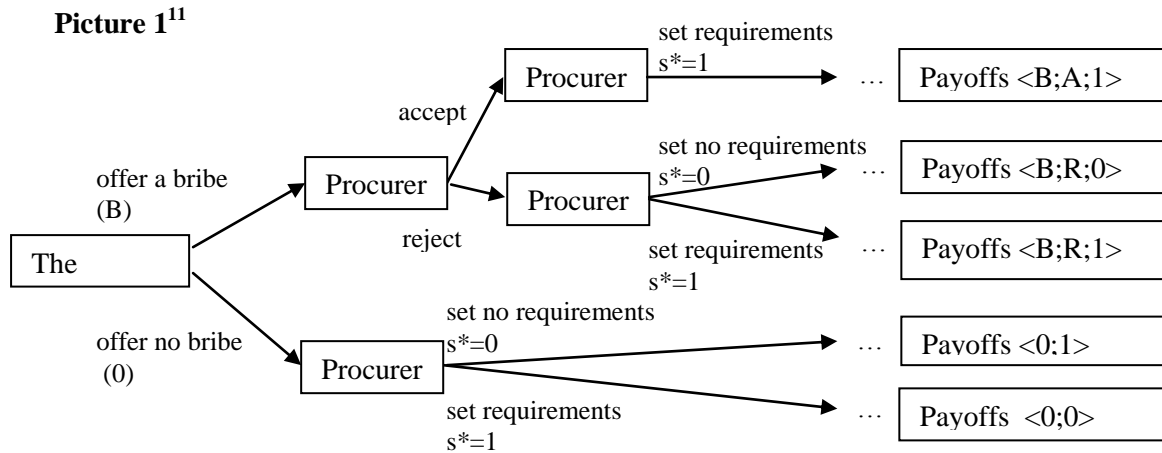 Picture 1¹¹
set requirements
s*=1
Procurer
... Payoffs <B;A;1>
accept
set no requirements
s*=0
... Payoffs <B;R;0>
offer a bribe
(B)
Procurer
Procurer
reject
set requirements
s*=1
... Payoffs <B;R;1>
The
offer no bribe
(0)
set no requirements
s*=0
... Payoffs <0;1>
Procurer
set requirements
s*=1
... Payoffs <0;0>